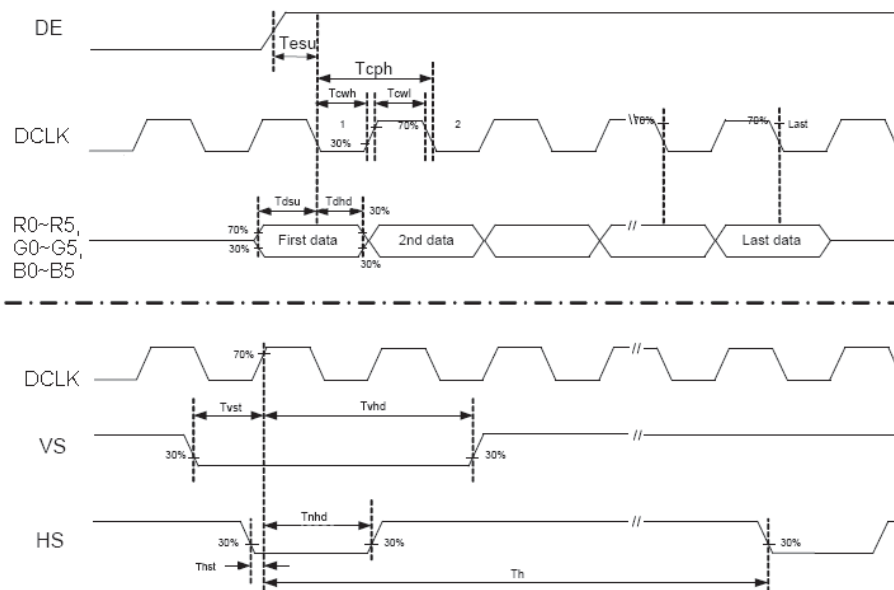 DE
Tesu
Tcph
Tcwh Tcwl
DCLK
1 70% 2 \\70% 70% Last
30%
Tdsu Tdhd 30%
R0~R5,
G0~G5,
B0~B5
70%
30%
First data 2nd data // Last data
30%
DCLK
70% //
Tvst Tvhd
VS
30% 30% //
Tnhd
HS
30% 30% // 30%
Thst
Th